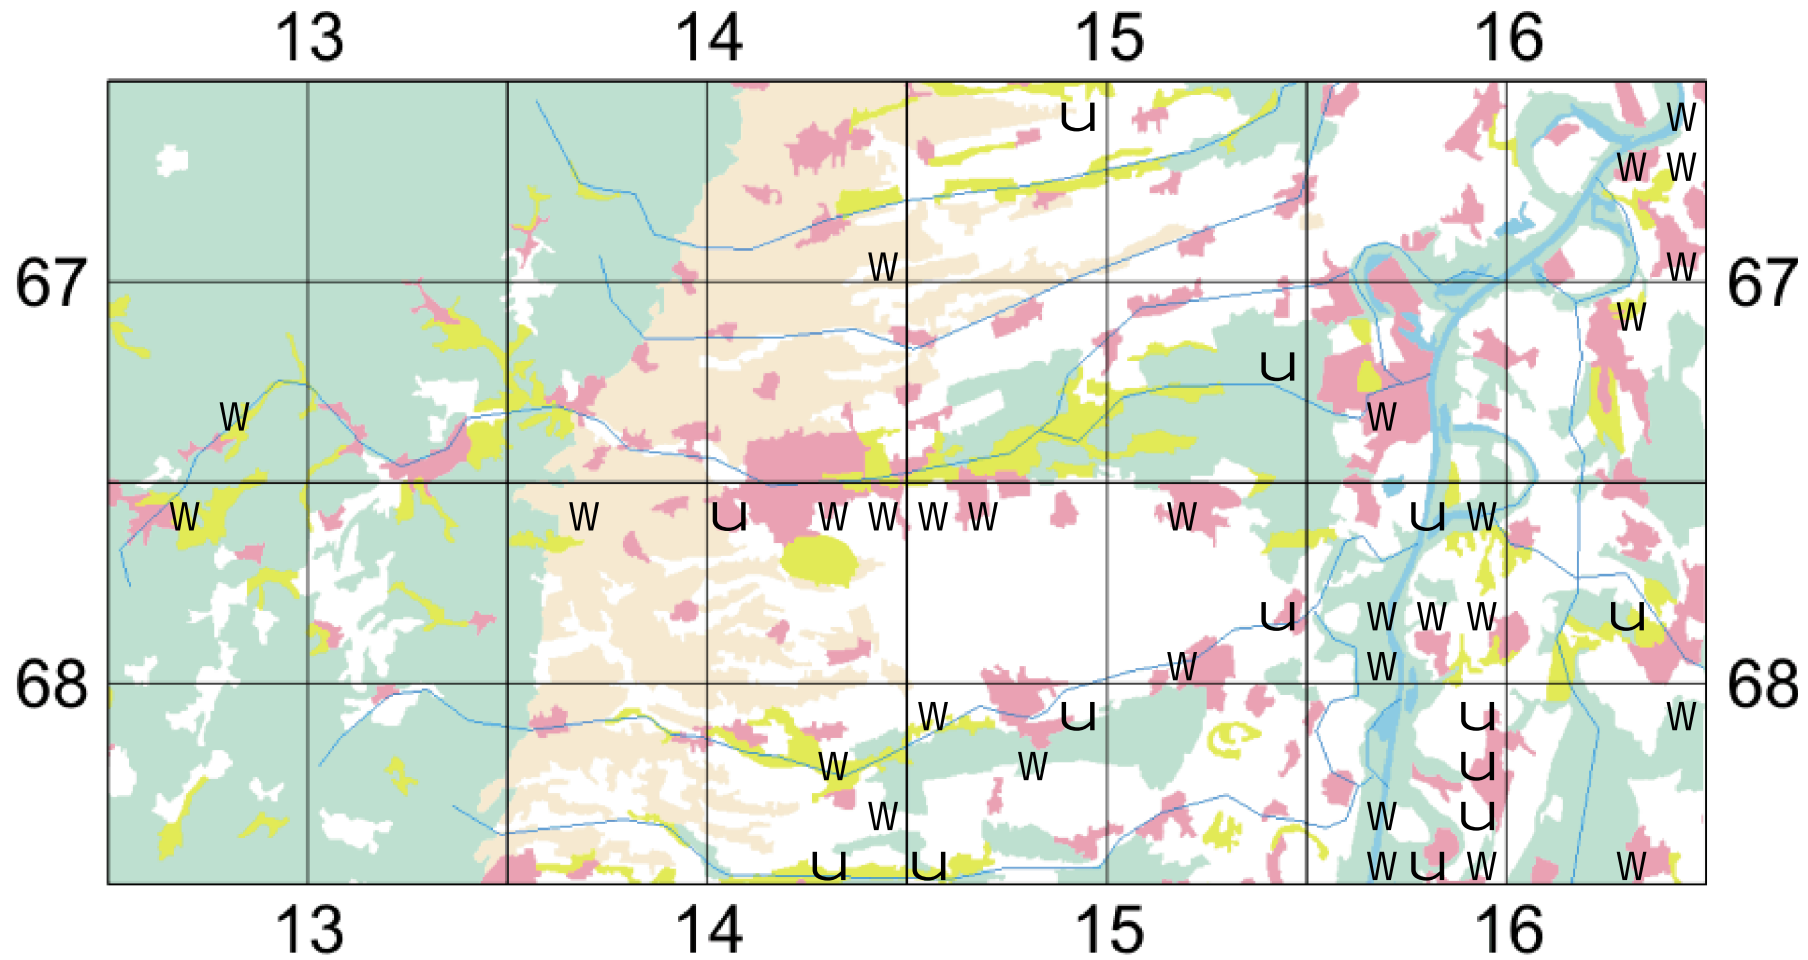 13 14 15 16
u W
W W
67 W W 67
W
u
W W
W W u W W W W W u W
u W W W u
W W
68 68
W u u W
W W u
W W u
u u W u W W
13 14 15 16